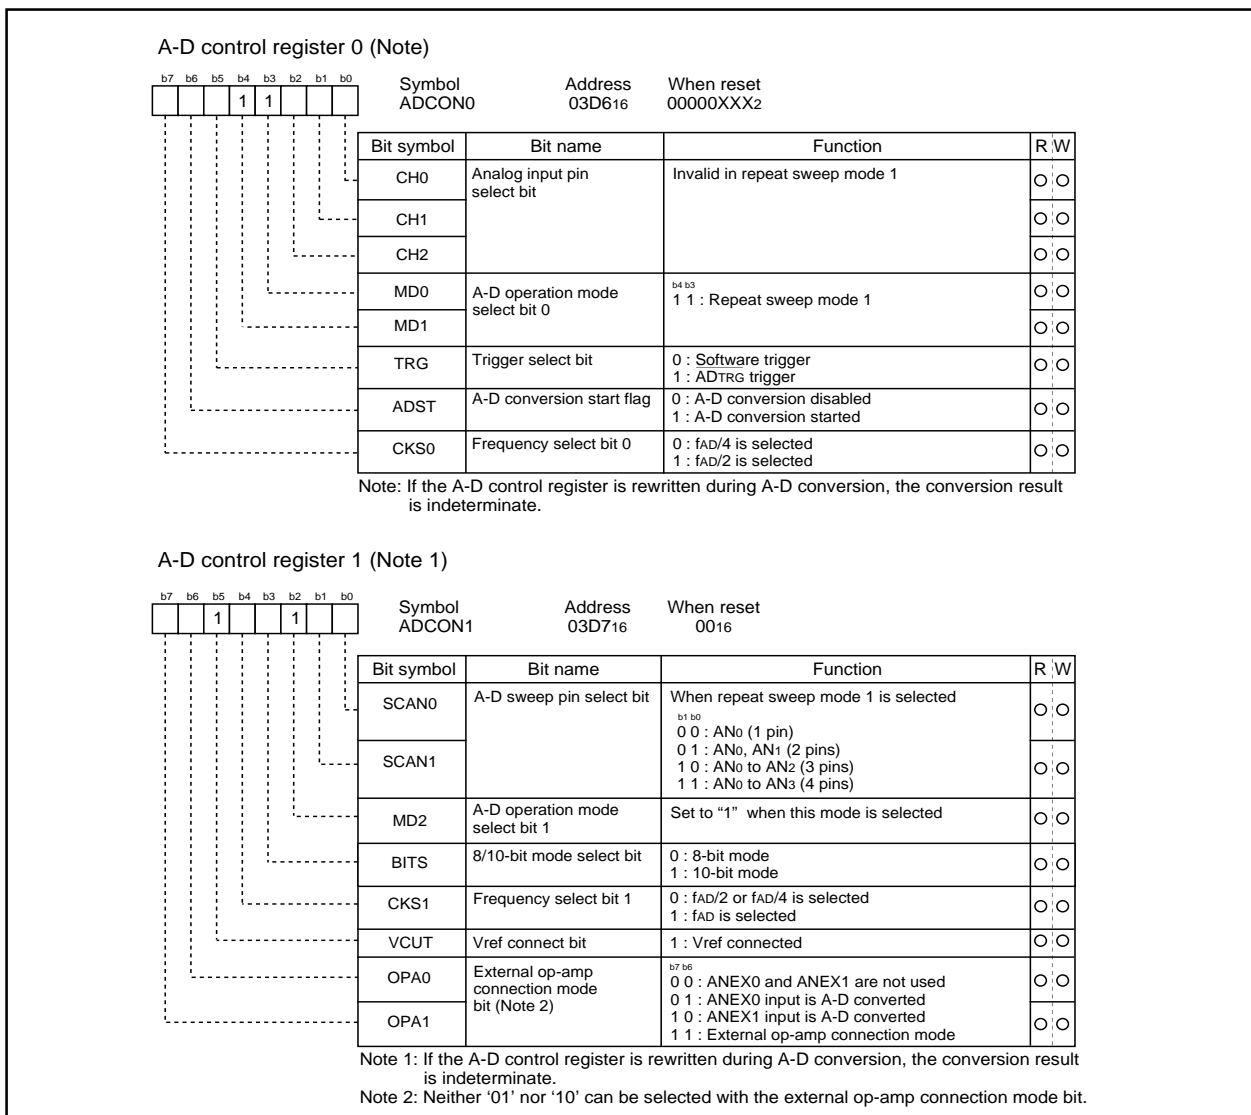 A-D control register 0 (Note)
b7 b6 b5 b4 b3 b2 b1 b0
1 1
Symbol Address When reset
ADCON0 03D616 00000XXX2
Bit symbol Bit name Function R W
CH0 Analog input pin select bit Invalid in repeat sweep mode 1
CH1
CH2
MD0 A-D operation mode select bit 0 b4 b3
1 1 : Repeat sweep mode 1
MD1
TRG Trigger select bit 0 : Software trigger
1 : ADTRG trigger
ADST A-D conversion start flag 0 : A-D conversion disabled
1 : A-D conversion started
CKS0 Frequency select bit 0 0 : fAD/4 is selected
1 : fAD/2 is selected
Note: If the A-D control register is rewritten during A-D conversion, the conversion result
is indeterminate.
A-D control register 1 (Note 1)
b7 b6 b5 b4 b3 b2 b1 b0
1 1
Symbol Address When reset
ADCON1 03D716 0016
Bit symbol Bit name Function R W
SCAN0 A-D sweep pin select bit When repeat sweep mode 1 is selected
b1 b0
0 0 : AN0 (1 pin)
0 1 : AN0, AN1 (2 pins)
SCAN1 1 0 : AN0 to AN2 (3 pins)
1 1 : AN0 to AN3 (4 pins)
MD2 A-D operation mode select bit 1 Set to “1” when this mode is selected
BITS 8/10-bit mode select bit 0 : 8-bit mode
1 : 10-bit mode
CKS1 Frequency select bit 1 0 : fAD/2 or fAD/4 is selected
1 : fAD is selected
VCUT Vref connect bit 1 : Vref connected
OPA0 External op-amp connection mode bit (Note 2) b7 b6
0 0 : ANEX0 and ANEX1 are not used
0 1 : ANEX0 input is A-D converted
OPA1 1 0 : ANEX1 input is A-D converted
1 1 : External op-amp connection mode
Note 1: If the A-D control register is rewritten during A-D conversion, the conversion result
is indeterminate.
Note 2: Neither ‘01’ nor ‘10’ can be selected with the external op-amp connection mode bit.